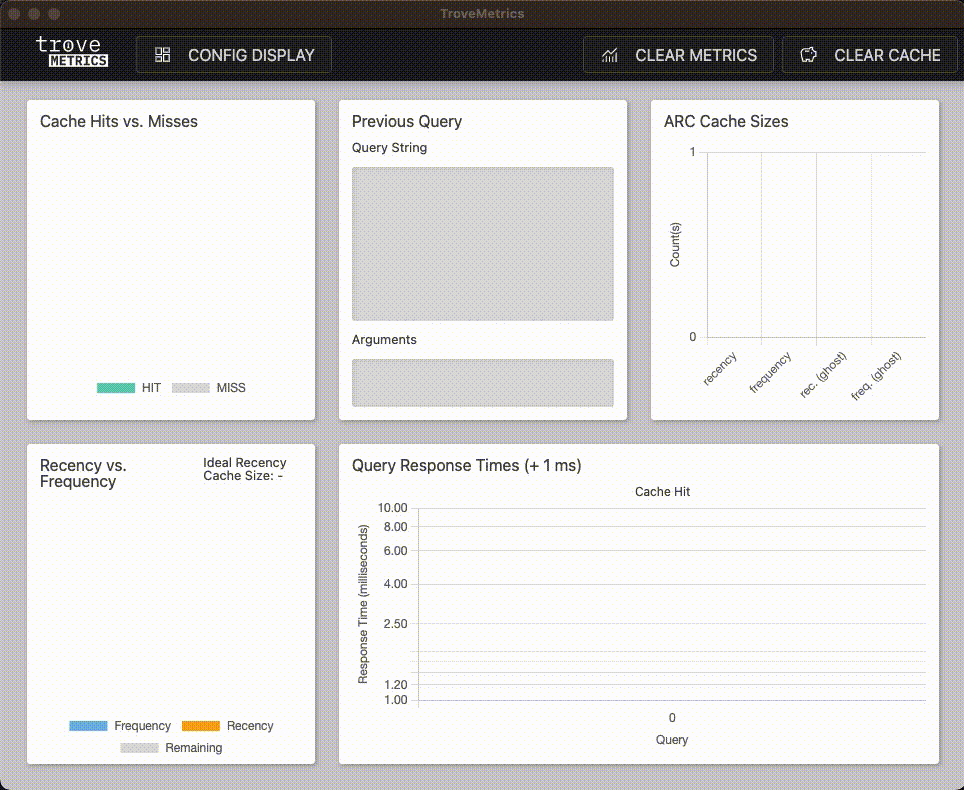 TroveMetrics
trove
METRICS
CONFIG DISPLAY
CLEAR METRICS
CLEAR CACHE
Cache Hits vs. Misses
HIT
MISS
Previous Query
Query String
Arguments
ARC Cache Sizes
1
Count(s)
0
recency
frequency
rec. (ghost)
freq. (ghost)
Recency vs.
Frequency
Ideal Recency
Cache Size: -
Frequency
Recency
Remaining
Query Response Times (+ 1 ms)
Cache Hit
10.00
8.00
6.00
4.00
2.50
1.20
1.00
Response Time (milliseconds)
0
Query